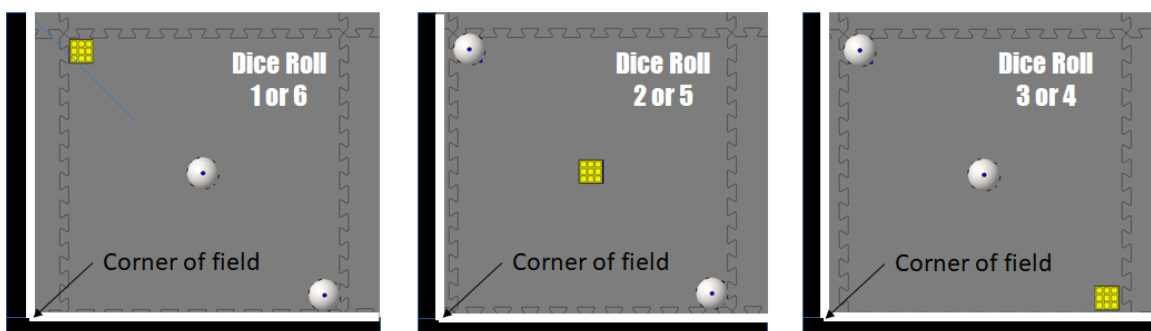 Dice Roll
1 or 6
Corner of field
Dice Roll
2 or 5
Corner of field
Dice Roll
3 or 4
Corner of field